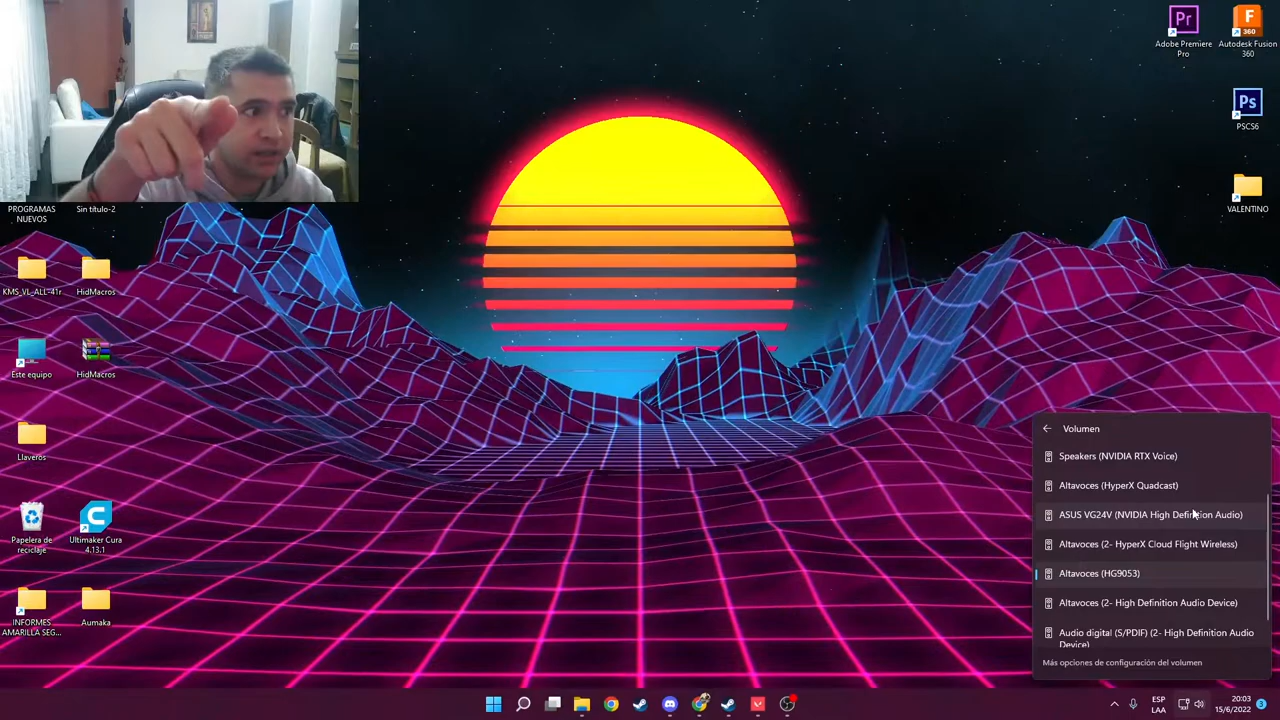 Pr
Adobe Premiere
Pro
F
360
Autodesk Fusion
360
Ps
PSCS6
VALENTINO
PROGRAMAS
NUEVOS
Sin título-2
KMS_VL_ALL-41r
HidMacros
Este equipo
HidMacros
Llaveros
Papelera de
reciclaje
Ultimaker Cura
4.13.1
INFORMES
AMARILLA SEG...
Aumaka
Volumen
Speakers (NVIDIA RTX Voice)
Altavoces (HyperX Quadcast)
ASUS VG24V (NVIDIA High Definition Audio)
Altavoces (2- HyperX Cloud Flight Wireless)
Altavoces (HG9053)
Altavoces (2- High Definition Audio Device)
Audio digital (S/PDIF) (2- High Definition Audio
Device)
Más opciones de configuración del volumen
ESP
LAA
20:03
15/6/2022
3